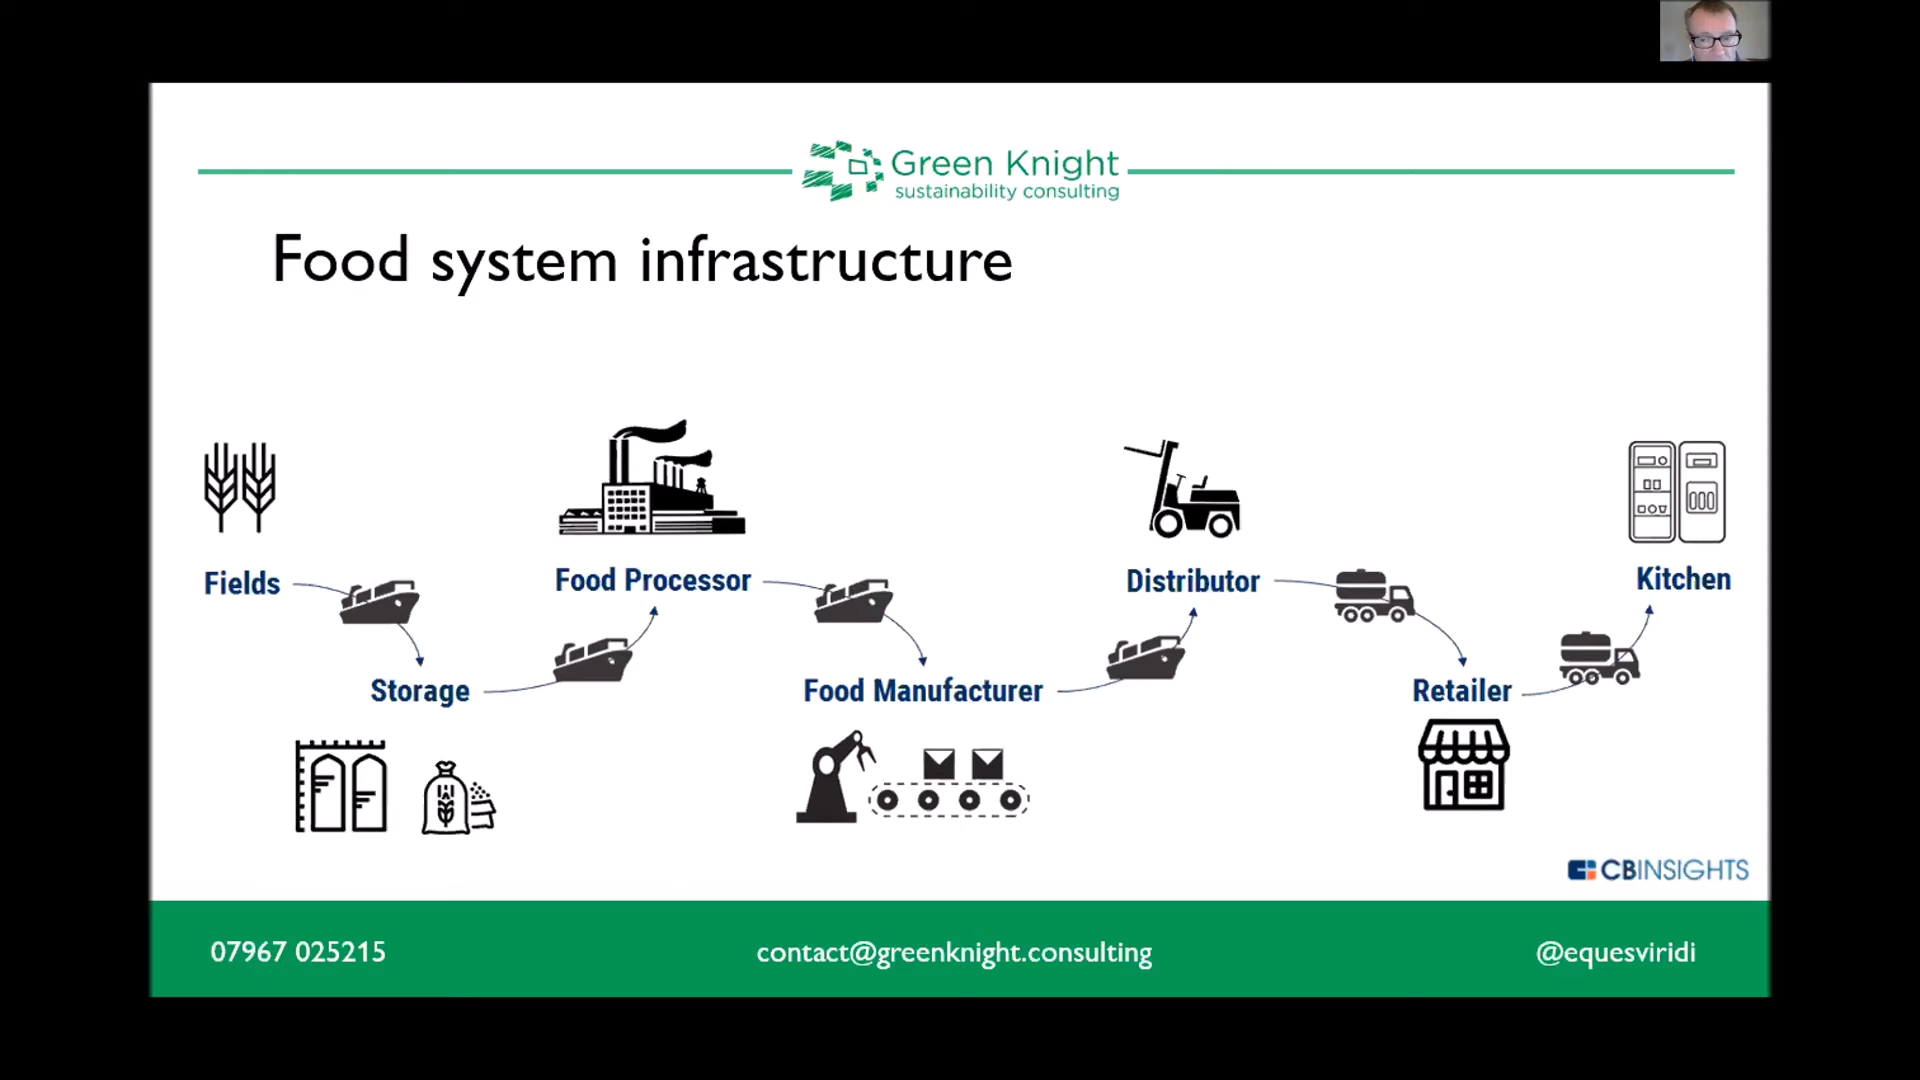 Green Knight
sustainability consulting
Food system infrastructure
Fields
Food Processor
Distributor
Kitchen
Storage
Food Manufacturer
Retailer
CBINSIGHTS
07967 025215
contact@greenknight.consulting
@equesviridi